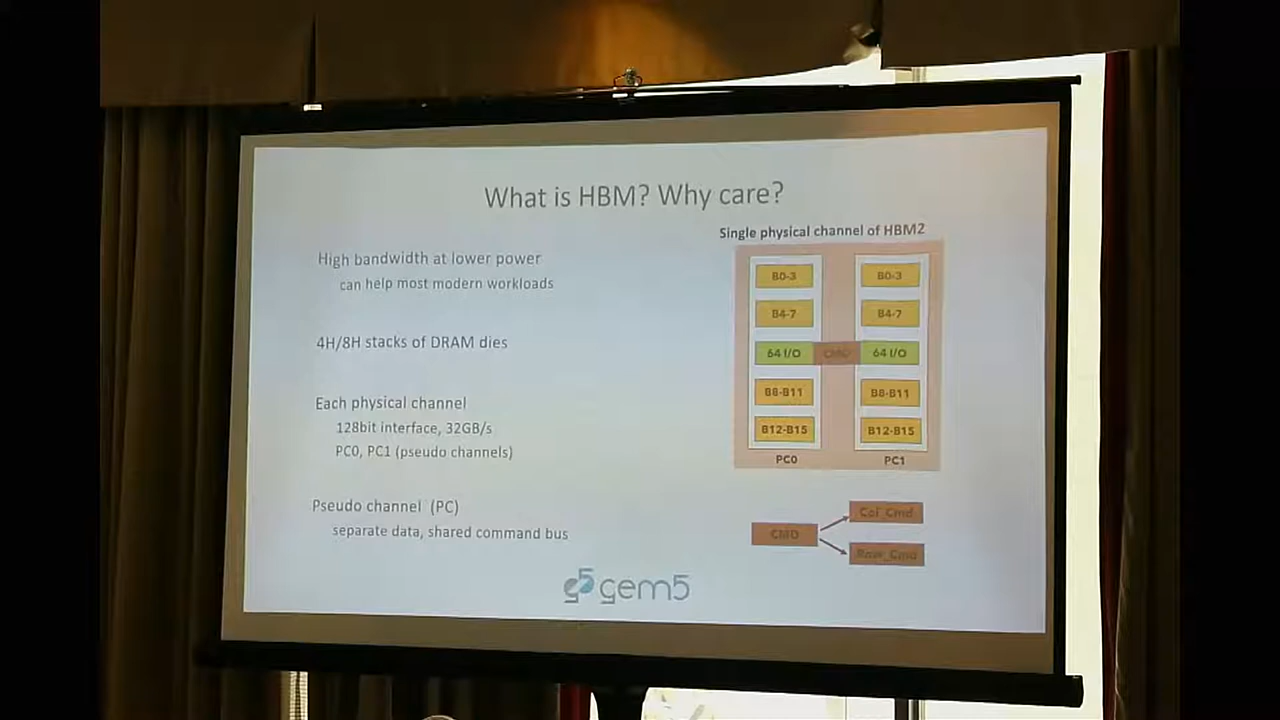 What is HBM? Why care?
High bandwidth at lower power
can help most modern workloads
4H/8H stacks of DRAM dies
Each physical channel
128bit interface, 32GB/s
PC0, PC1 (pseudo channels)
Pseudo channel (PC)
separate data, shared command bus
Single physical channel of HBM2
B0-3 B0-3
B4-7 B4-7
64 I/O CMD 64 I/O
B8-B11 B8-B11
B12-B15 B12-B15
PC0 PC1
Col_Cmd
CMD
Row_Cmd
gem5